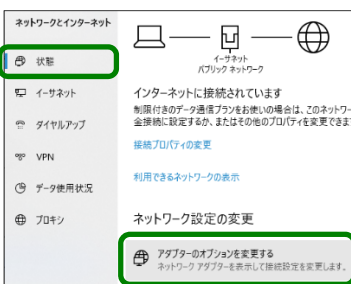 ネットワークとインターネット
状態
イーサネット
ダイヤルアップ
VPN
データ使用状況
プロキシ
イーサネット
パブリック ネットワーク
インターネットに接続されています
制限付きのデータ通信プランをお使いの場合は、このネットワー
金接続に設定するか、またはその他のプロパティを変更できま
接続プロパティの変更
利用できるネットワークの表示
ネットワーク設定の変更
アダプターのオプションを変更する
ネットワーク アダプターを表示して接続設定を変更します。